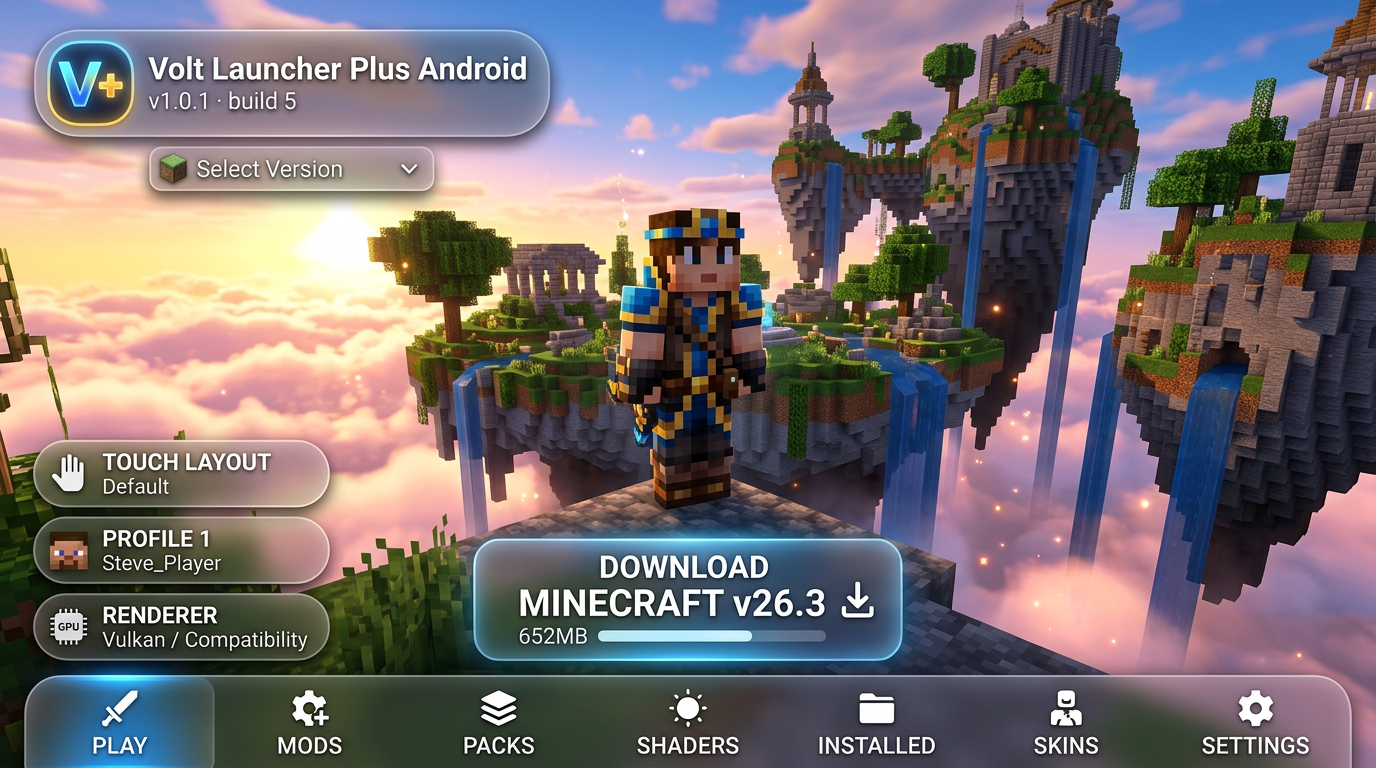 V+
Volt Launcher Plus Android
v1.0.1 · build 5
Select Version
TOUCH LAYOUT
Default
PROFILE 1
Steve_Player
GPU
RENDERER
Vulkan / Compatibility
DOWNLOAD
MINECRAFT v26.3
652MB
PLAY
MODS
PACKS
SHADERS
INSTALLED
SKINS
SETTINGS